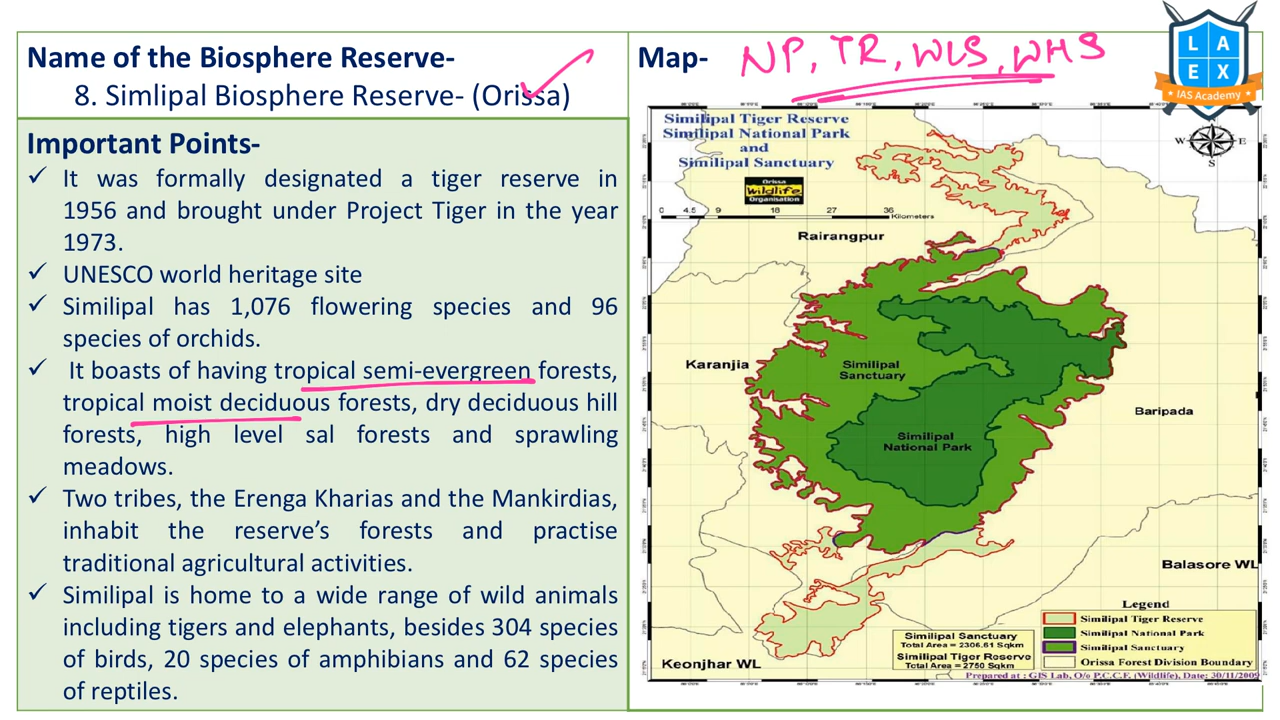 Name of the Biosphere Reserve-
8. Simlipal Biosphere Reserve- (Orissa)
Important Points-
✓ It was formally designated a tiger reserve in
1956 and brought under Project Tiger in the year
1973.
✓ UNESCO world heritage site
✓ Similipal has 1,076 flowering species and 96
species of orchids.
✓ It boasts of having tropical semi-evergreen forests,
tropical moist deciduous forests, dry deciduous hill
forests, high level sal forests and sprawling
meadows.
✓ Two tribes, the Erenga Kharias and the Mankirdias,
inhabit the reserve's forests and practise
traditional agricultural activities.
✓ Similipal is home to a wide range of wild animals
including tigers and elephants, besides 304 species
of birds, 20 species of amphibians and 62 species
of reptiles.
Map- NP, TR, WLS, WHS
L A
E X
IAS Academy
Similipal Tiger Reserve
Similipal National Park
and
Similipal Sanctuary
Orissa
Wildlife
Organisation
0 4.5 9 18 27 36
Kilometers
W E
S
Rairangpur
Karanjia
Similipal
Sanctuary
Baripada
Similipal
National Park
Balasore WL
Keonjhar WL
Similipal Sanctuary
Total Area = 2306.61 Sqkm
Similipal Tiger Reserve
Total Area = 2750 Sqkm
Legend
Similipal Tiger Reserve
Similipal National Park
Similipal Sanctuary
Orissa Forest Division Boundary
Prepared at : GIS Lab, O/o P.C.C.F. (Wildlife), Date: 30/11/2009